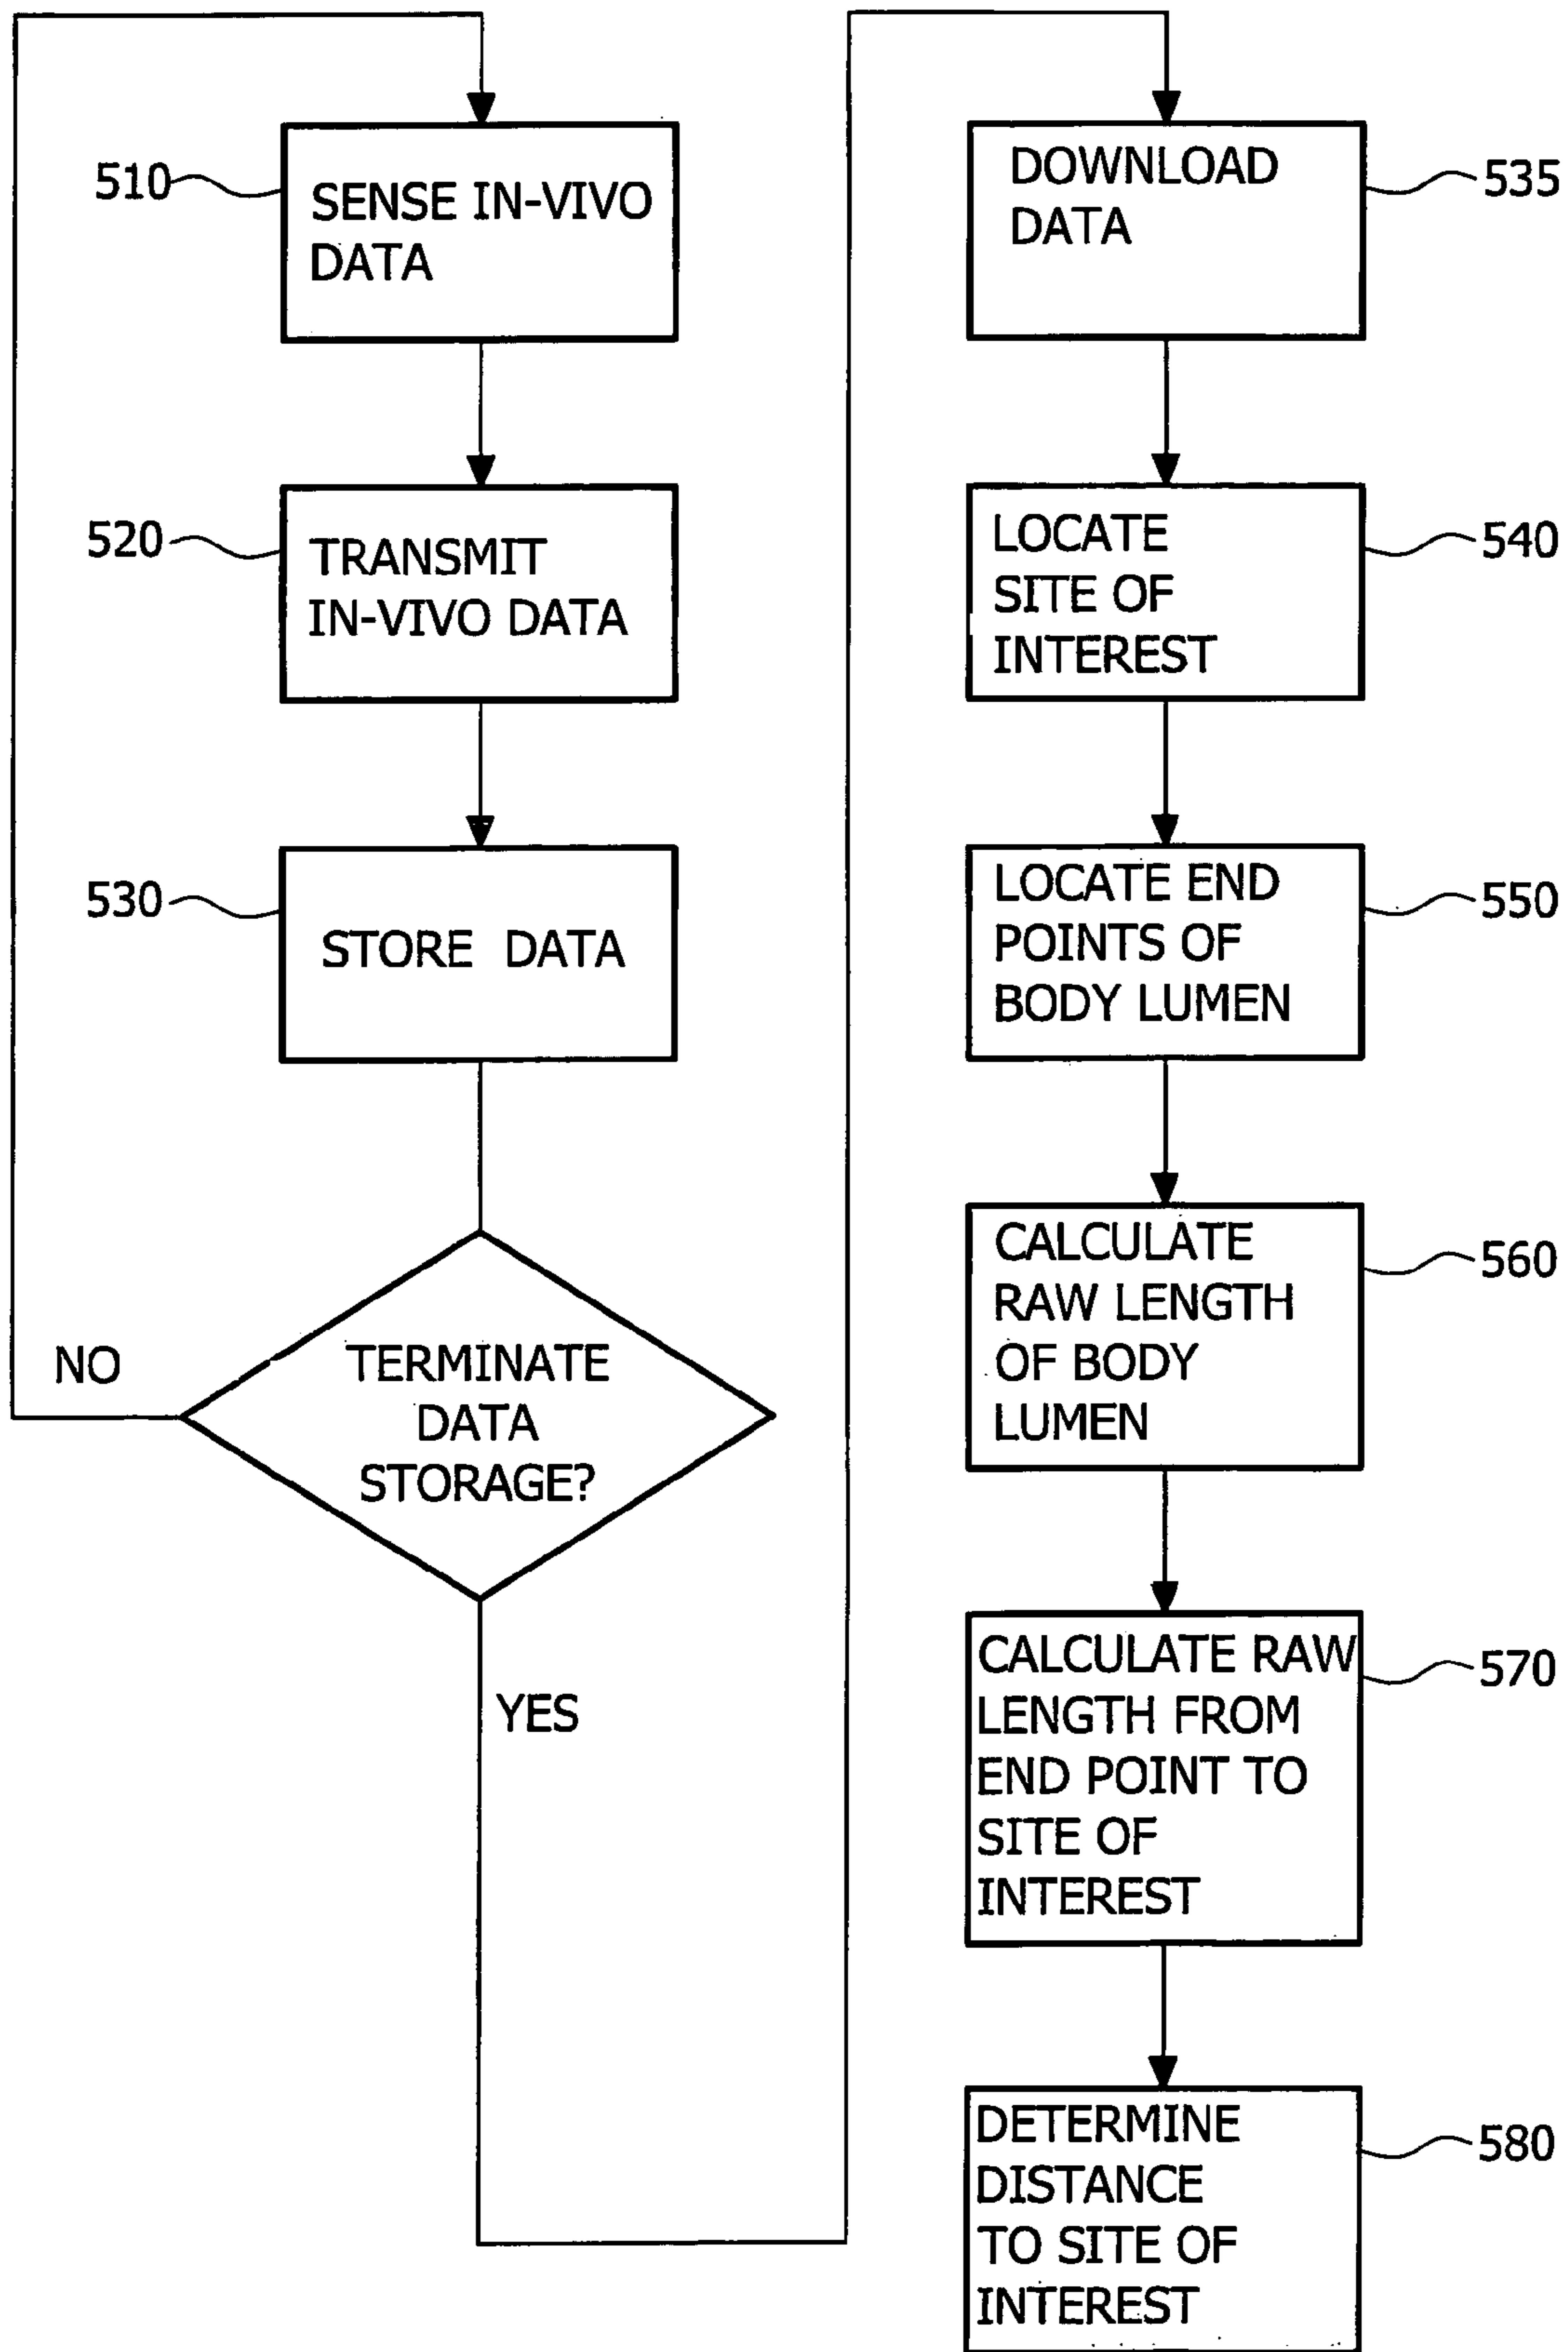 510
SENSE IN-VIVO
DATA
520
TRANSMIT
IN-VIVO DATA
530
STORE DATA
NO
TERMINATE
DATA
STORAGE?
YES
DOWNLOAD
DATA
535
LOCATE
SITE OF
INTEREST
540
LOCATE END
POINTS OF
BODY LUMEN
550
CALCULATE
RAW LENGTH
OF BODY
LUMEN
560
CALCULATE RAW
LENGTH FROM
END POINT TO
SITE OF
INTEREST
570
DETERMINE
DISTANCE
TO SITE OF
INTEREST
580